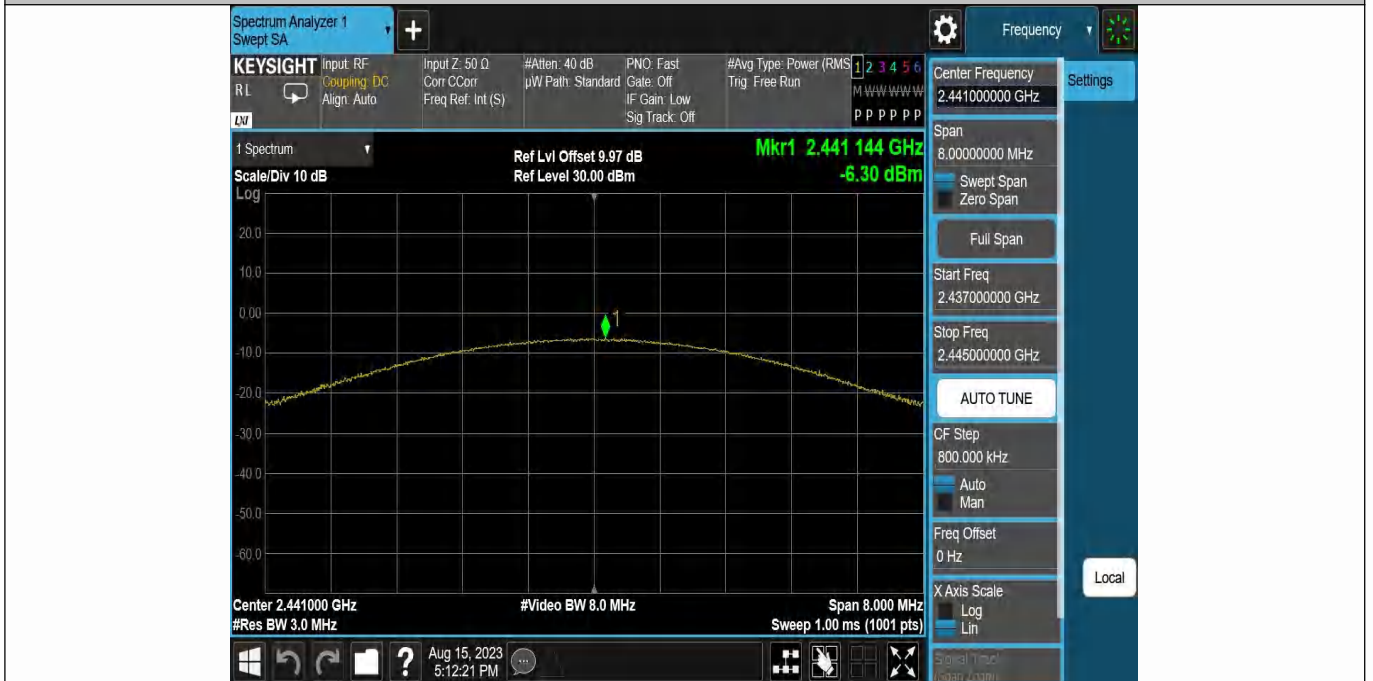 Spectrum Analyzer 1
Swept SA
Frequency
KEYSIGHT
RL
LXI
Input: RF
Coupling: DC
Align: Auto
Input Z: 50 Ω
Corr CCorr
Freq Ref: Int (S)
#Atten: 40 dB
µW Path: Standard
PNO: Fast
Gate: Off
IF Gain: Low
Sig Track: Off
#Avg Type: Power (RMS
Trig: Free Run
1 2 3 4 5 6
M W W W W W
P P P P P P
Center Frequency
2.441000000 GHz
Settings
Span
8.00000000 MHz
Swept Span
Zero Span
Full Span
Start Freq
2.437000000 GHz
Stop Freq
2.445000000 GHz
AUTO TUNE
CF Step
800.000 kHz
Auto
Man
Freq Offset
0 Hz
X Axis Scale
Log
Lin
Signal Track
(Span Zoom)
Local
1 Spectrum
Scale/Div 10 dB
Log
Ref Lvl Offset 9.97 dB
Ref Level 30.00 dBm
Mkr1 2.441 144 GHz
-6.30 dBm
20.0
10.0
0.00
1
-10.0
-20.0
-30.0
-40.0
-50.0
-60.0
Center 2.441000 GHz
#Res BW 3.0 MHz
#Video BW 8.0 MHz
Span 8.000 MHz
Sweep 1.00 ms (1001 pts)
?
Aug 15, 2023
5:12:21 PM